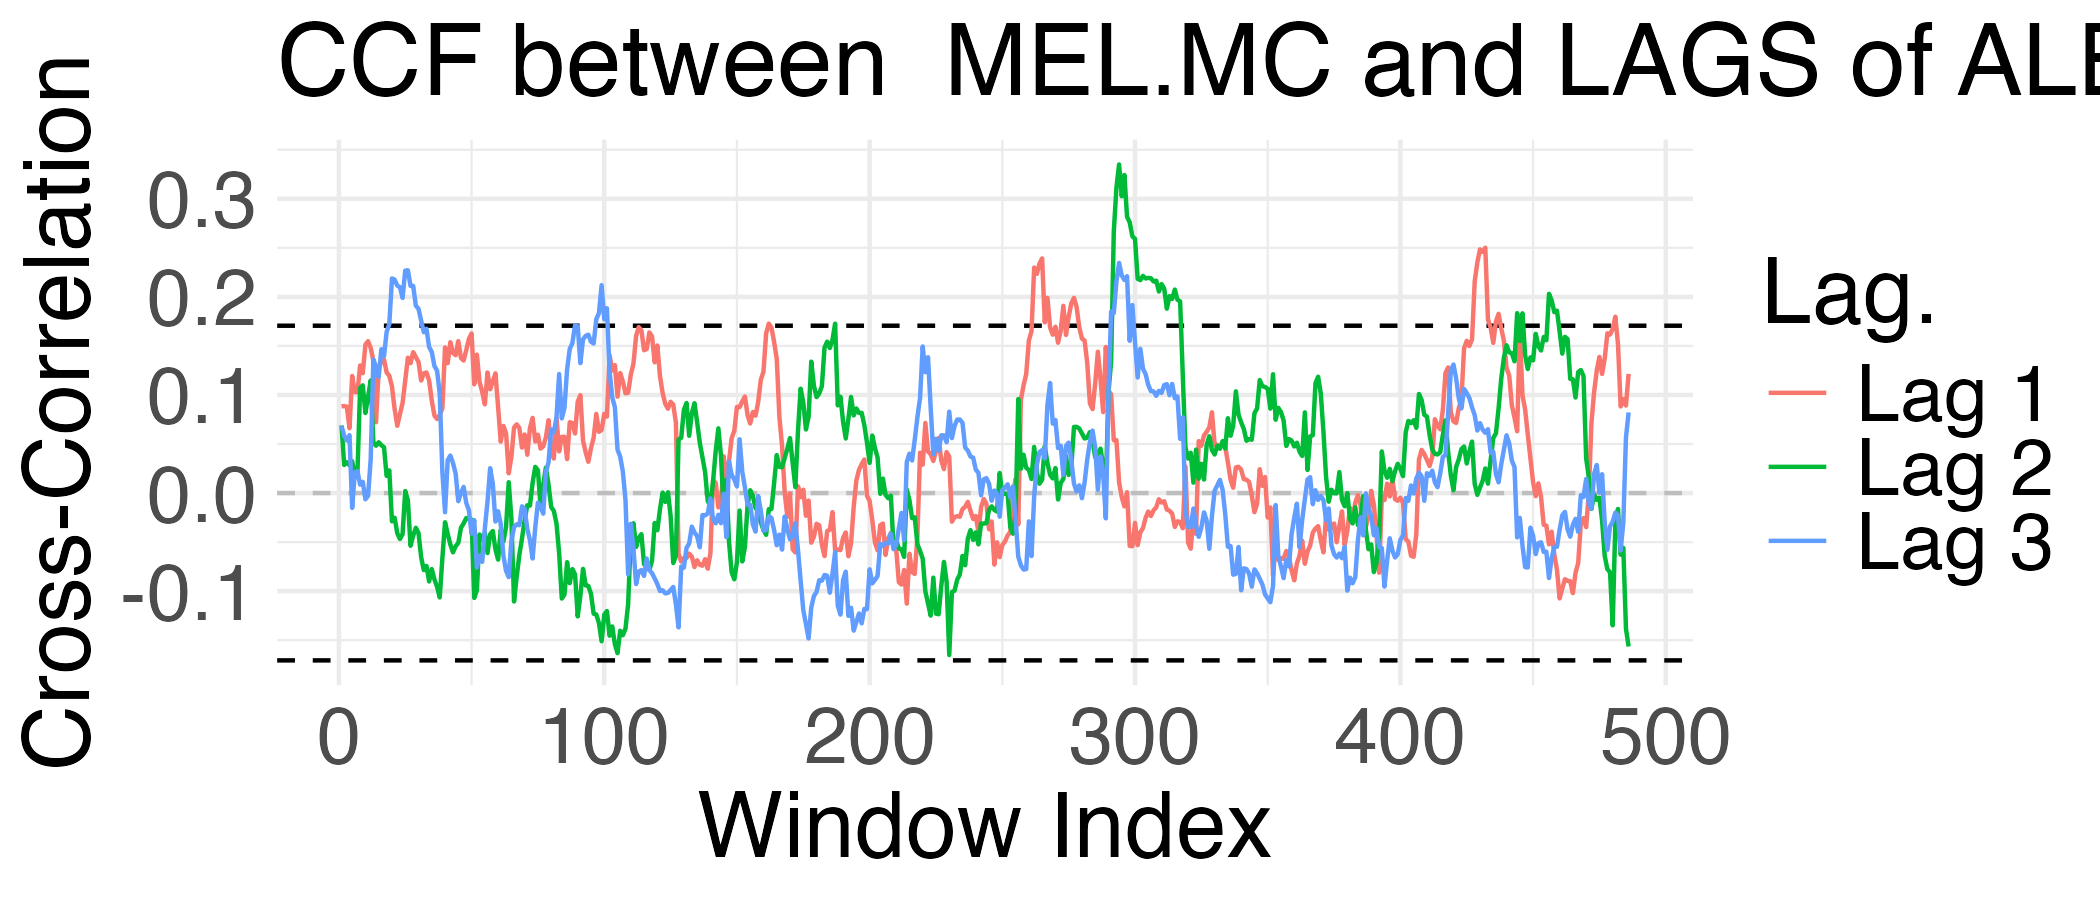 CCF between MEL.MC and LAGS of
Cross-Correlation
0.3
0.2
0.1
0.0
-0.1
0 100 200 300 400 500
Window Index
Lag.
Lag 1
Lag 2
Lag 3